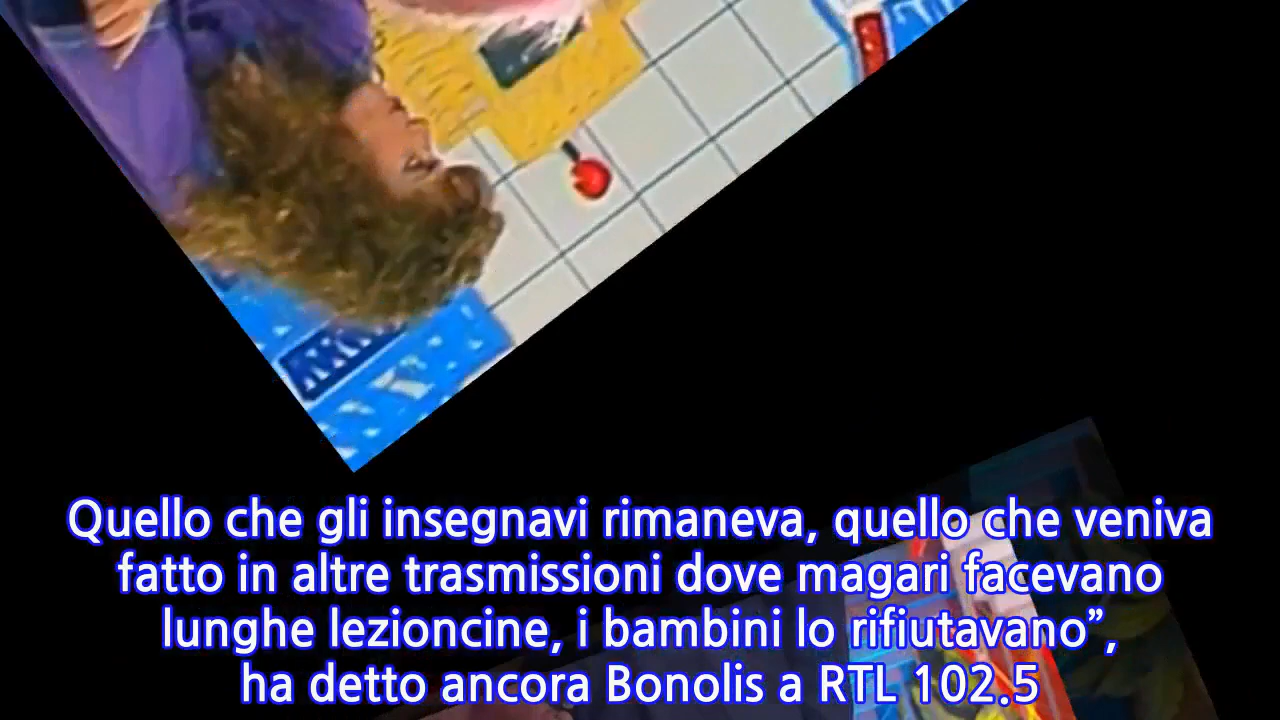 Quello che gli insegnavi rimaneva, quello che veniva
fatto in altre trasmissioni dove magari facevano
lunghe lezioncine, i bambini lo rifiutavano”,
ha detto ancora Bonolis a RTL 102.5